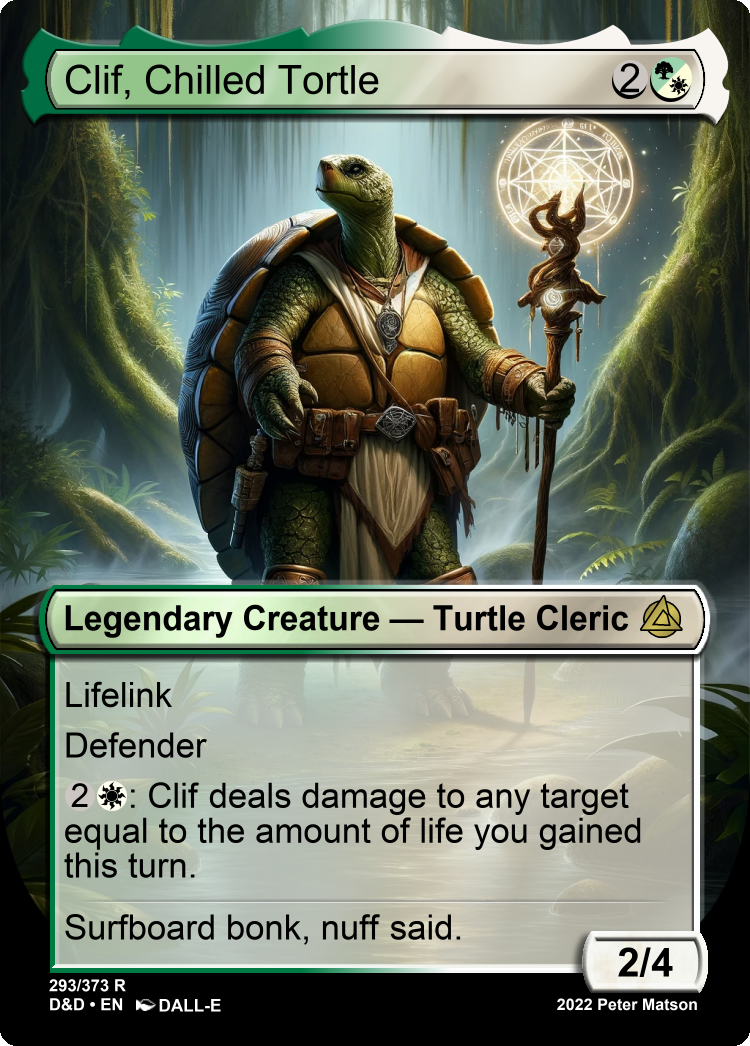 Clif, Chilled Tortle 2
Legendary Creature — Turtle Cleric
Lifelink
Defender
2 : Clif deals damage to any target
equal to the amount of life you gained
this turn.
Surfboard bonk, nuff said.
2/4
293/373 R
D&D • EN DALL-E
2022 Peter Matson